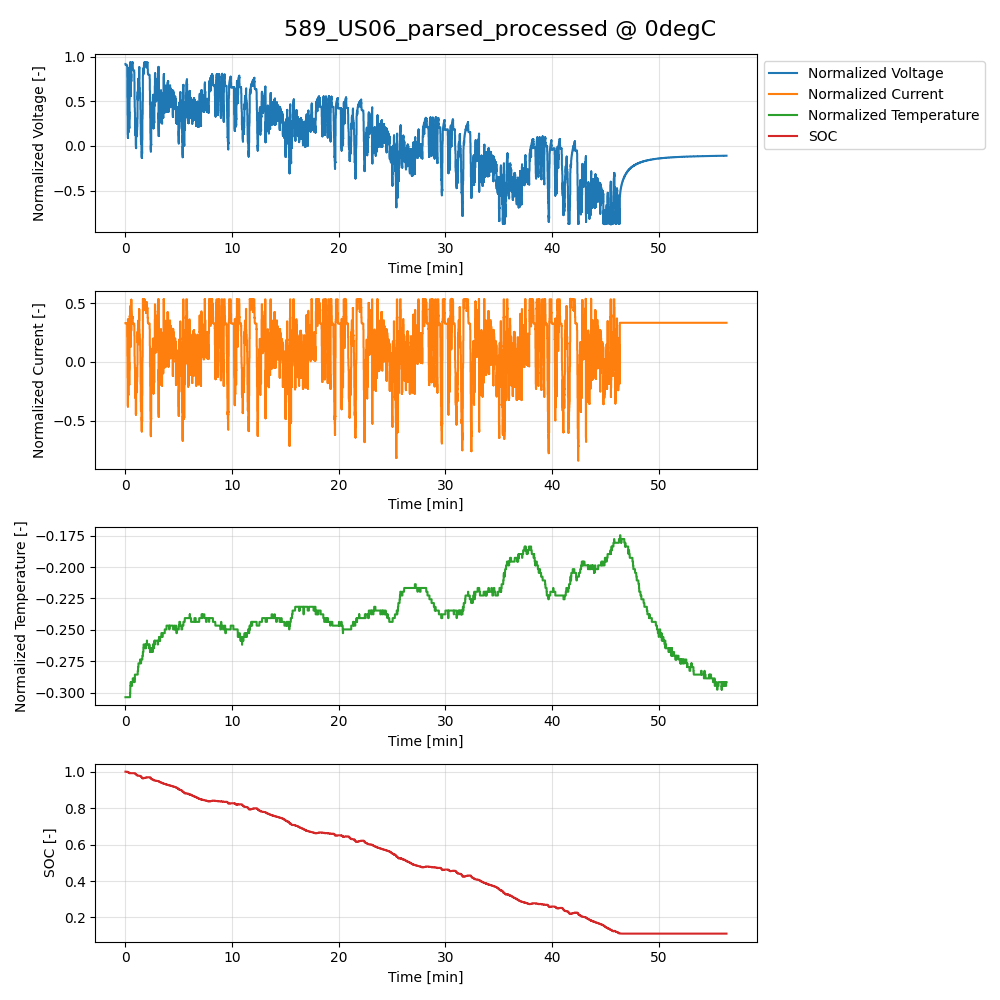 589_US06_parsed_processed @ 0degC
Normalized Voltage [-]
1.0
0.5
0.0
−0.5
0 10 20 30 40 50
Time [min]
Normalized Voltage
Normalized Current
Normalized Temperature
SOC
Normalized Current [-]
0.5
0.0
−0.5
0 10 20 30 40 50
Time [min]
Normalized Temperature [-]
−0.175
−0.200
−0.225
−0.250
−0.275
−0.300
0 10 20 30 40 50
Time [min]
SOC [-]
1.0
0.8
0.6
0.4
0.2
0 10 20 30 40 50
Time [min]